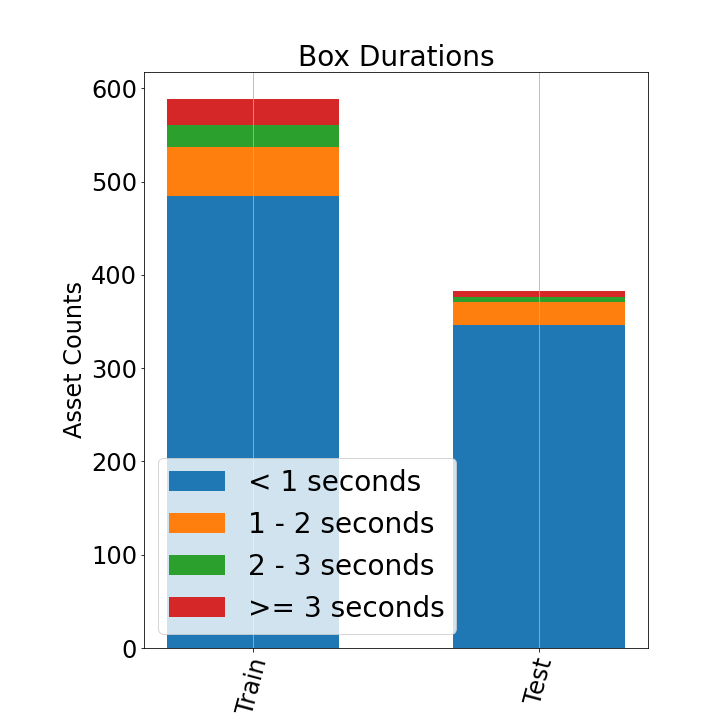 Box Durations
Asset Counts
600
500
400
300
200
100
0
< 1 seconds
1 - 2 seconds
2 - 3 seconds
>= 3 seconds
Train
Test